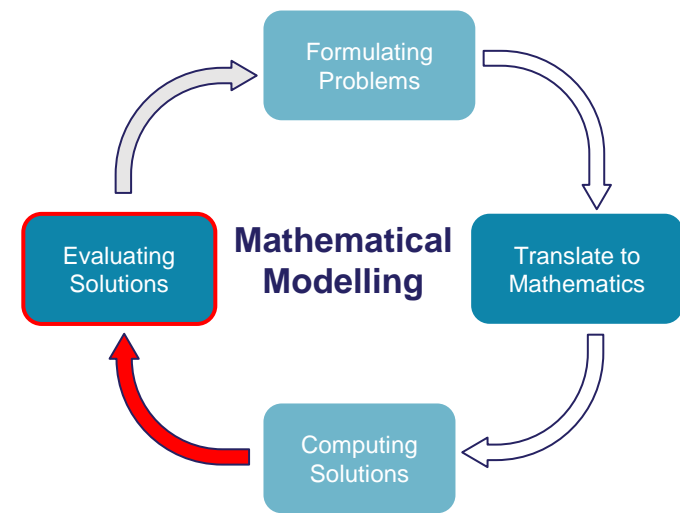 Formulating
Problems
Evaluating
Solutions
Mathematical
Modelling
Translate to
Mathematics
Computing
Solutions